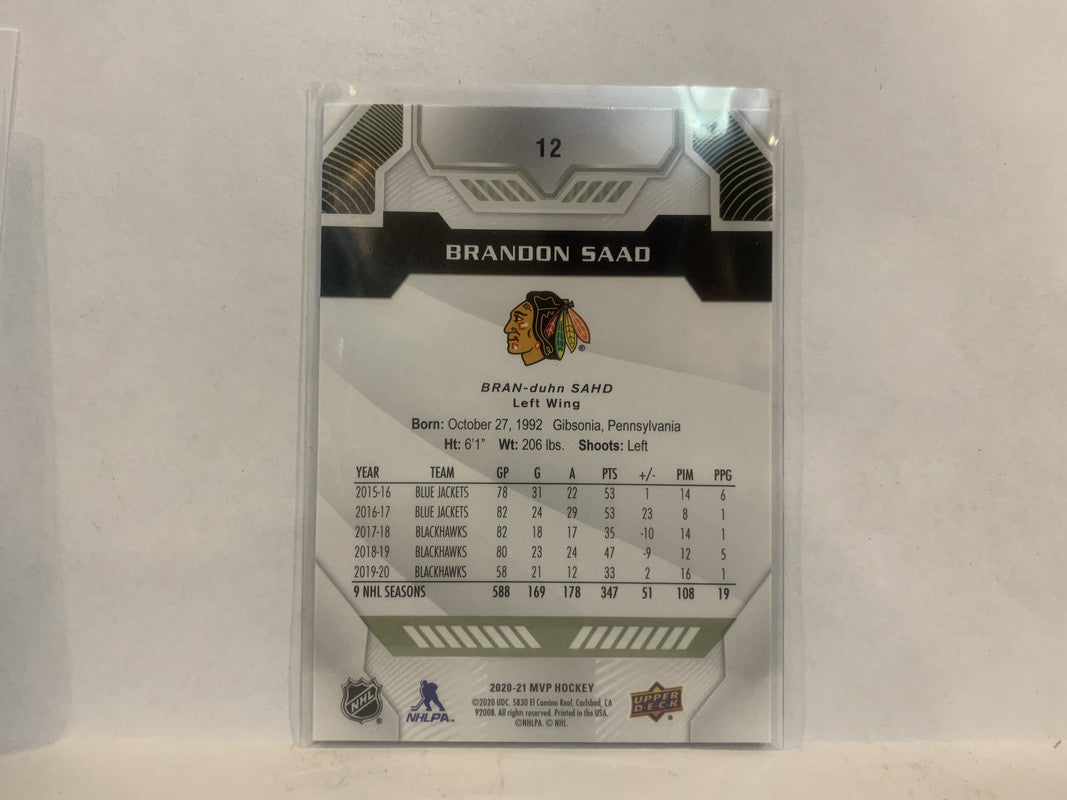 12
BRANDON SAAD
®
BRAN-duhn SAHD
Left Wing
Born: October 27, 1992 Gibsonia, Pennsylvania
Ht: 6'1" Wt: 206 lbs. Shoots: Left
YEAR TEAM GP G A PTS +/- PIM PPG
2015-16 BLUE JACKETS 78 31 22 53 1 14 6
2016-17 BLUE JACKETS 82 24 29 53 23 8 1
2017-18 BLACKHAWKS 82 18 17 35 -10 14 1
2018-19 BLACKHAWKS 80 23 24 47 -9 12 5
2019-20 BLACKHAWKS 58 21 12 33 2 16 1
9 NHL SEASONS 588 169 178 347 51 108 19
NHL ®
NHLPA™
2020-21 MVP HOCKEY
©2020 UDC. 5830 El Camino Real, Carlsbad, CA
92008. All rights reserved. Printed in the USA.
©NHLPA. © NHL.
UPPER DECK ®